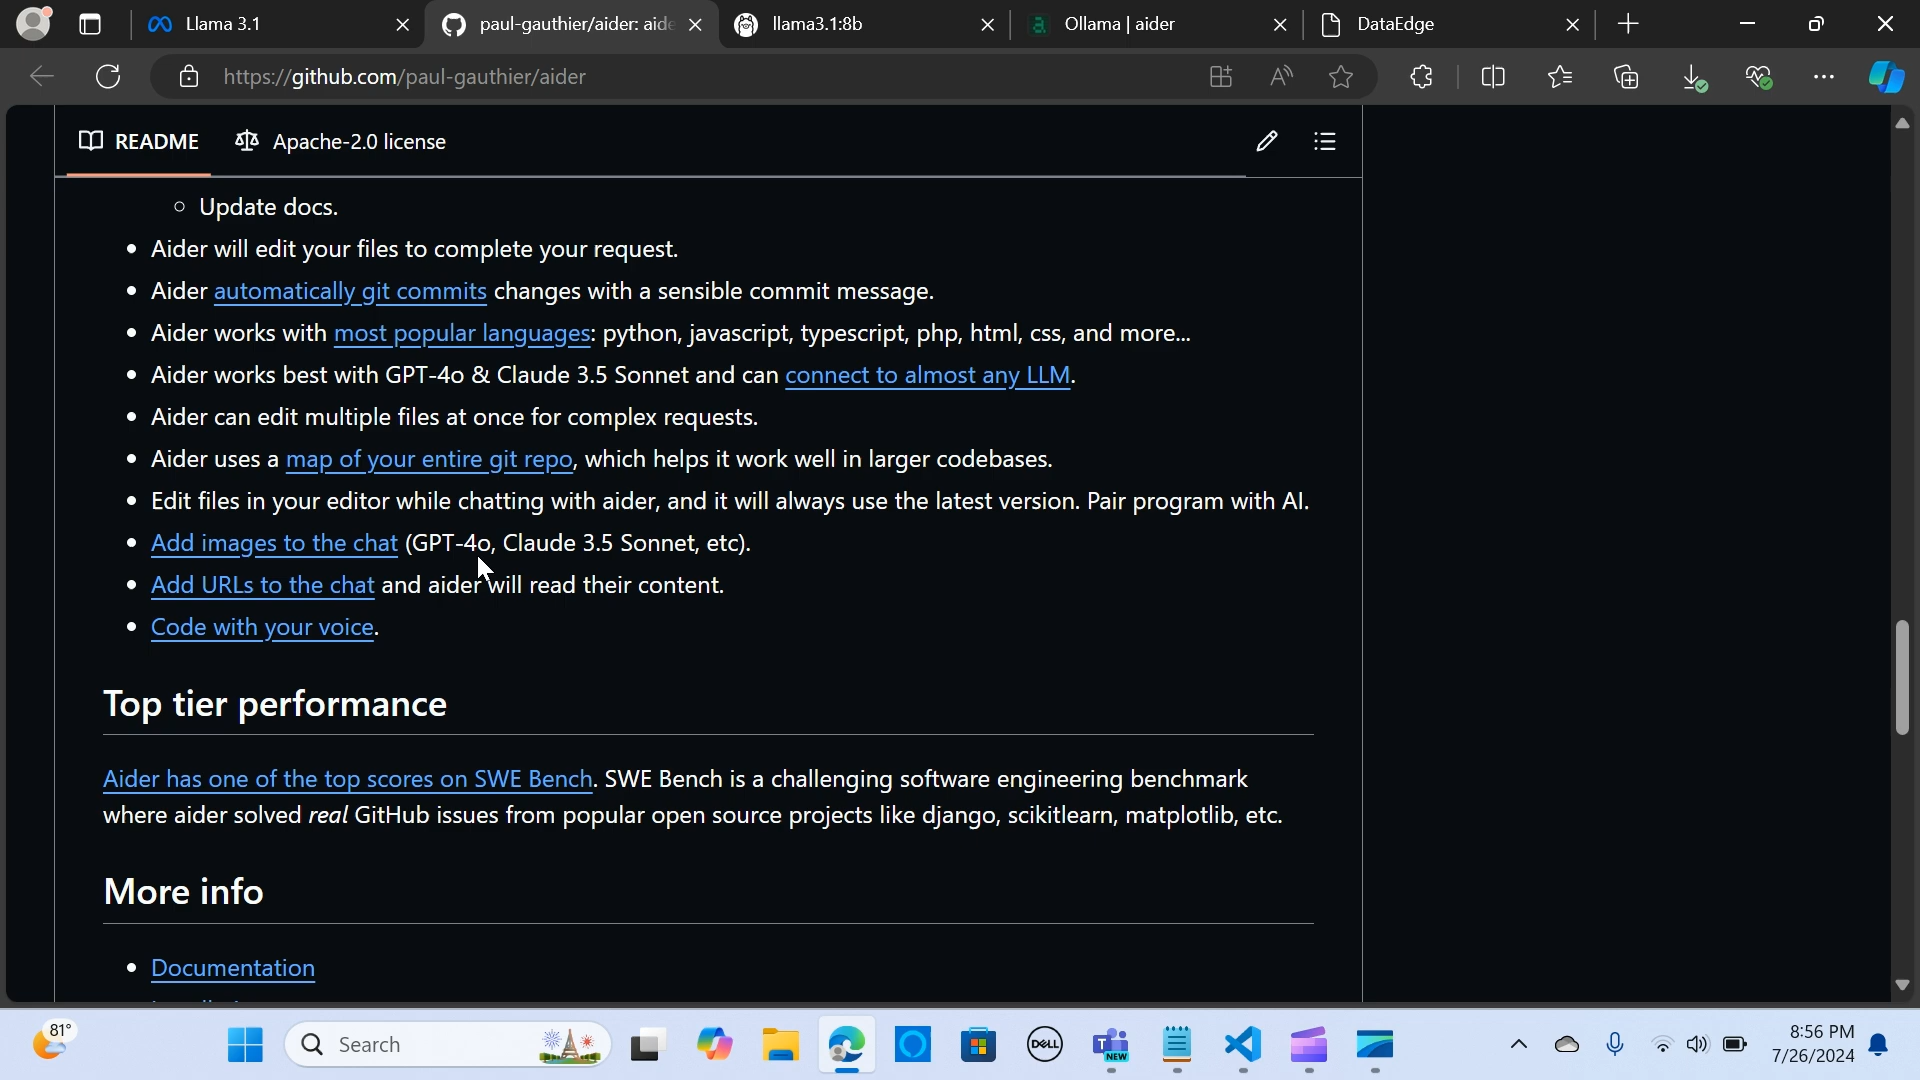 Llama 3.1
paul-gauthier/aider: aide
llama3.1:8b
Ollama | aider
DataEdge
https://github.com/paul-gauthier/aider
README
Apache-2.0 license
Update docs.
Aider will edit your files to complete your request.
Aider automatically git commits changes with a sensible commit message.
Aider works with most popular languages: python, javascript, typescript, php, html, css, and more...
Aider works best with GPT-4o & Claude 3.5 Sonnet and can connect to almost any LLM.
Aider can edit multiple files at once for complex requests.
Aider uses a map of your entire git repo, which helps it work well in larger codebases.
Edit files in your editor while chatting with aider, and it will always use the latest version. Pair program with AI.
Add images to the chat (GPT-4o, Claude 3.5 Sonnet, etc).
Add URLs to the chat and aider will read their content.
Code with your voice.
Top tier performance
Aider has one of the top scores on SWE Bench. SWE Bench is a challenging software engineering benchmark
where aider solved real GitHub issues from popular open source projects like django, scikitlearn, matplotlib, etc.
More info
Documentation
81°
Search
DELL
NEW
8:56 PM
7/26/2024